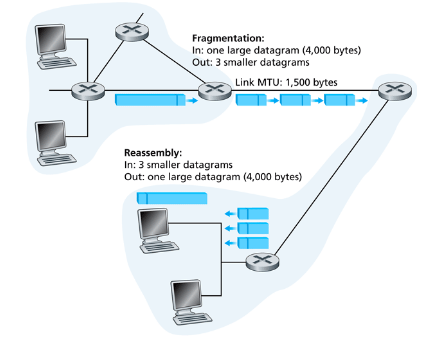 Fragmentation:
In: one large datagram (4,000 bytes)
Out: 3 smaller datagrams
Link MTU: 1,500 bytes
Reassembly:
In: 3 smaller datagrams
Out: one large datagram (4,000 bytes)